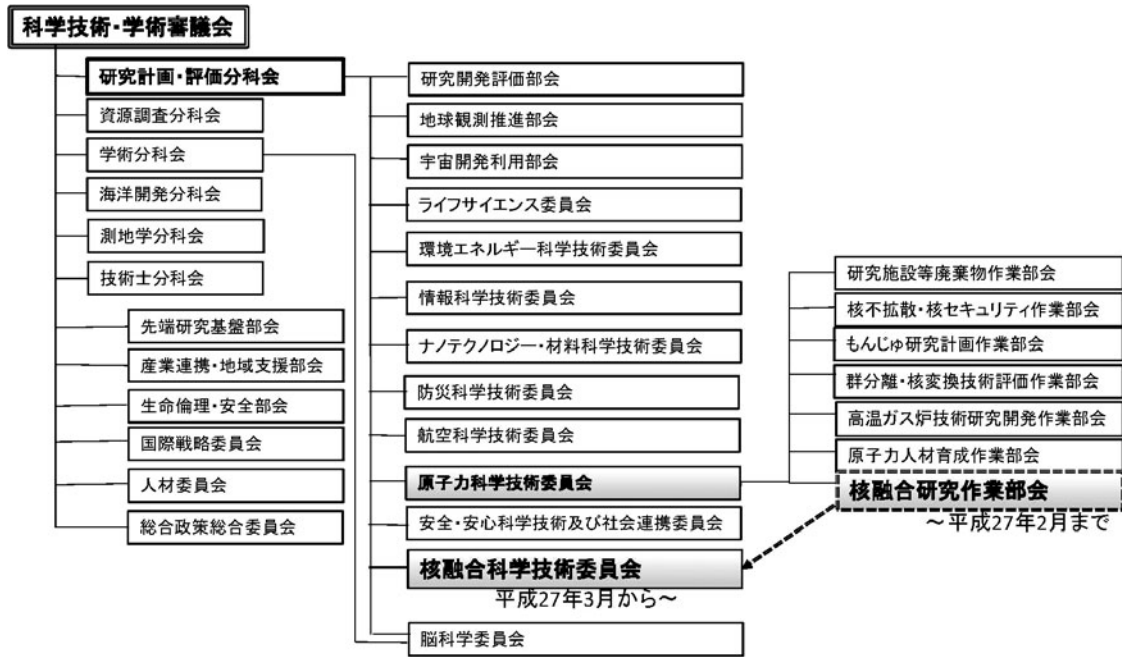 科学技術・学術審議会
研究計画・評価分科会
資源調査分科会
学術分科会
海洋開発分科会
測地学分科会
技術士分科会
先端研究基盤部会
産業連携・地域支援部会
生命倫理・安全部会
国際戦略委員会
人材委員会
総合政策総合委員会
研究開発評価部会
地球観測推進部会
宇宙開発利用部会
ライフサイエンス委員会
環境エネルギー科学技術委員会
情報科学技術委員会
ナノテクノロジー・材料科学技術委員会
防災科学技術委員会
航空科学技術委員会
原子力科学技術委員会
安全・安心科学技術及び社会連携委員会
核融合科学技術委員会
平成27年3月から～
脳科学委員会
研究施設等廃棄物作業部会
核不拡散・核セキュリティ作業部会
もんじゅ研究計画作業部会
群分離・核変換技術評価作業部会
高温ガス炉技術研究開発作業部会
原子力人材育成作業部会
核融合研究作業部会
～平成27年2月まで